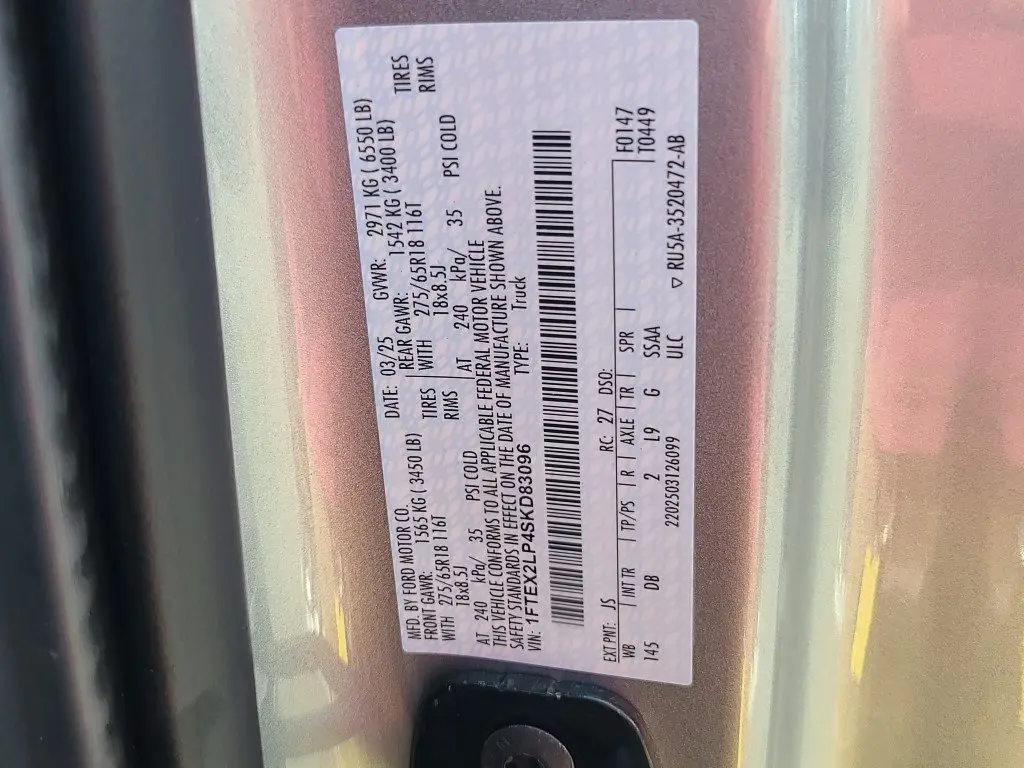 MFD. BY FORD MOTOR CO. DATE: 03/25 GVWR: 2971 KG ( 6550 LB)
FRONT GAWR: 1565 KG ( 3450 LB) REAR GAWR: 1542 KG ( 3400 LB)
WITH 275/65R18 116T TIRES WITH 275/65R18 116T TIRES
18x8.5J RIMS 18x8.5J RIMS
AT 240 kPa/ 35 PSI COLD AT 240 kPa/ 35 PSI COLD
THIS VEHICLE CONFORMS TO ALL APPLICABLE FEDERAL MOTOR VEHICLE
SAFETY STANDARDS IN EFFECT ON THE DATE OF MANUFACTURE SHOWN ABOVE.
VIN: 1FTEX2LP4SKD83096 TYPE: Truck
EXT PNT: JS RC: 27 DSO: F0147
WB | INT TR | TP/PS | R | AXLE | TR | SPR | T0449
145 DB 2 L9 G SSAA
2202503126099 ULC ▽ RU5A-3520472-AB